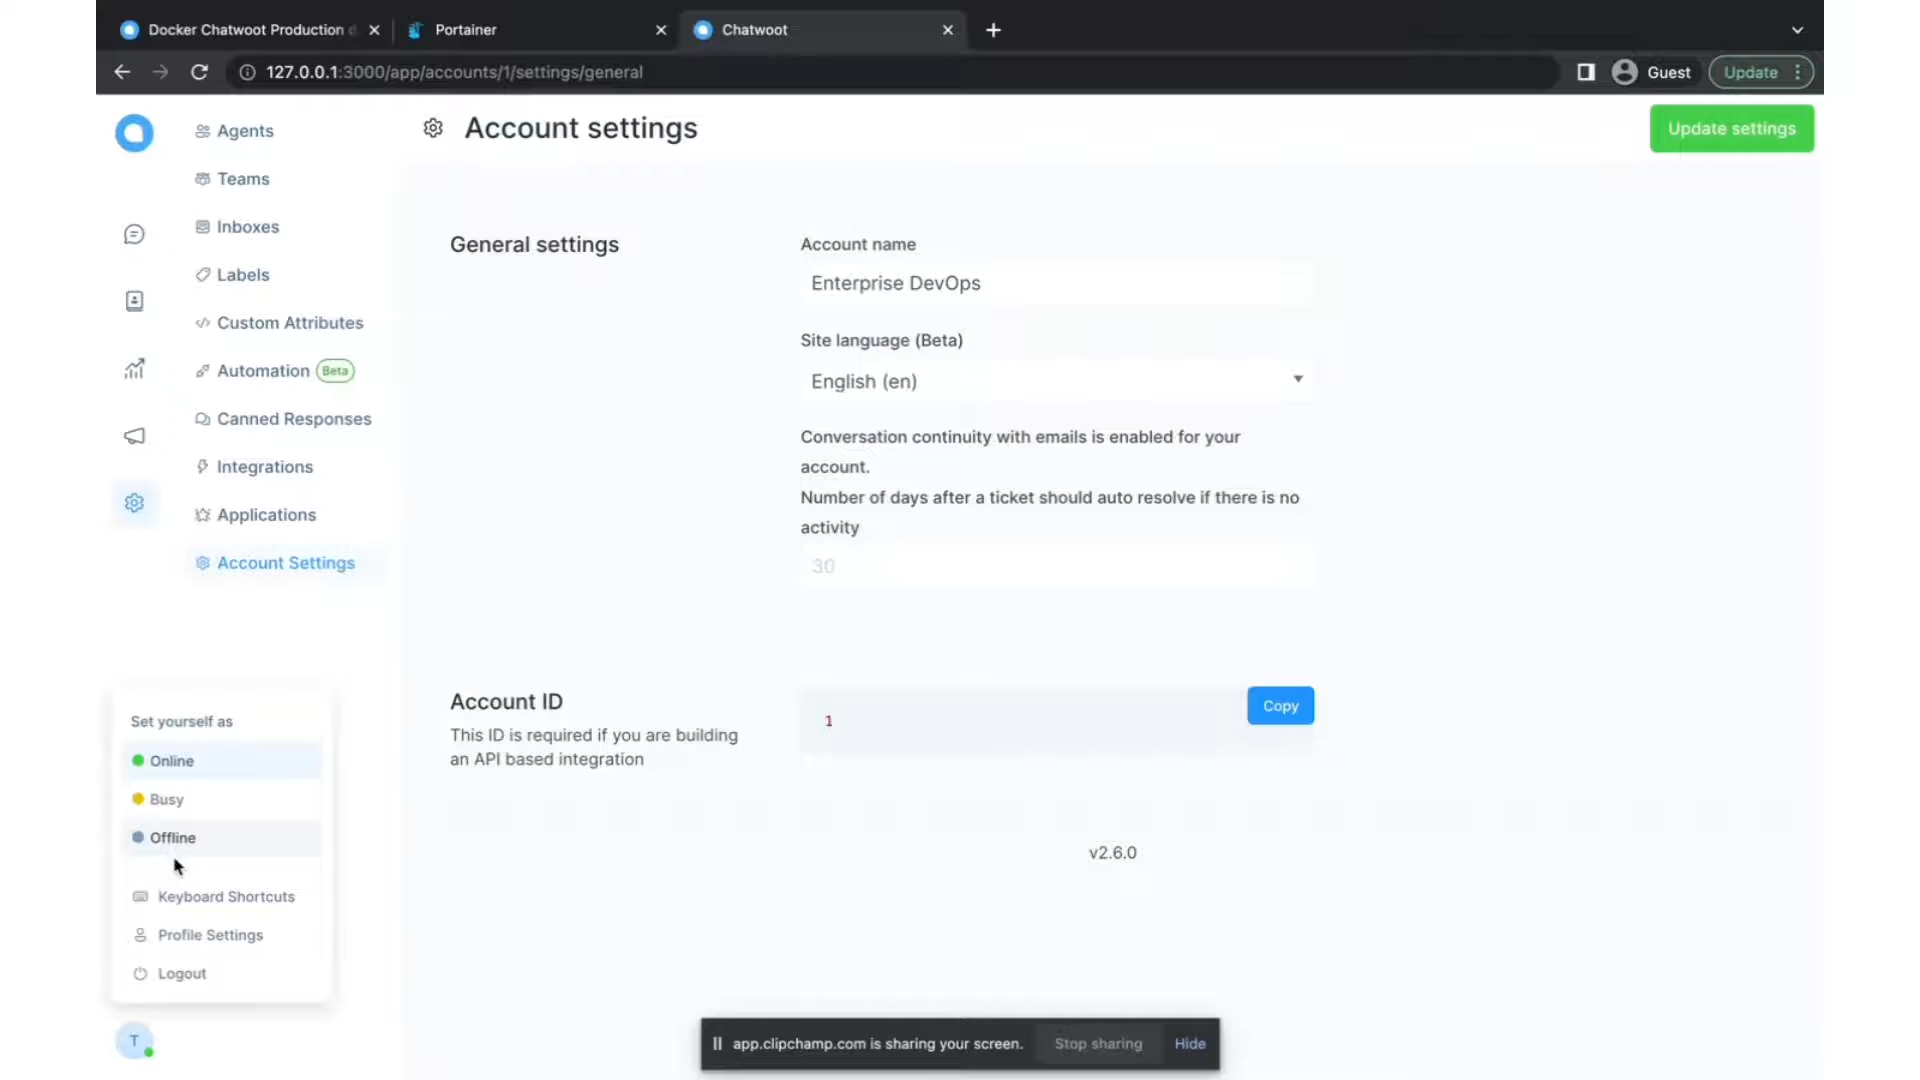 Docker Chatwoot Production
Portainer
Chatwoot
127.0.0.1:3000/app/accounts/1/settings/general
Guest
Update
Agents
Teams
Inboxes
Labels
Custom Attributes
Automation Beta
Canned Responses
Integrations
Applications
Account Settings
Account settings
Update settings
General settings
Account name
Enterprise DevOps
Site language (Beta)
English (en)
Conversation continuity with emails is enabled for your
account.
Number of days after a ticket should auto resolve if there is no
activity
30
Account ID
This ID is required if you are building
an API based integration
1
Copy
v2.6.0
Set yourself as
Online
Busy
Offline
Keyboard Shortcuts
Profile Settings
Logout
T
app.clipchamp.com is sharing your screen.
Stop sharing
Hide